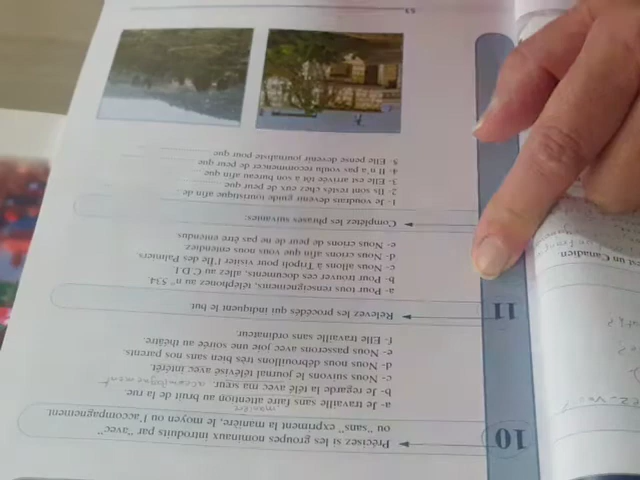 10
Précisez si les groupes nominaux introduits par "avec"
ou "sans" expriment la manière, le moyen ou l'accompagnement.
manière
a- Je travaille sans faire attention au bruit de la rue.
b- Je regarde la télé avec ma sœur. accompagnement
c- Nous suivons le journal télévisé avec intérêt.
d- Nous nous débrouillons très bien sans nos parents.
e- Nous passerons avec joie une soirée au théâtre.
f- Elle travaille sans ordinateur.
11
Relevez les procédés qui indiquent le but.
a- Pour tous renseignements, téléphonez au n° 534
b- Pour trouver ces documents, allez au C.D.I
c- Nous allons à Tripoli pour visiter l'Île des Palmiers.
d- Nous crions afin que vous nous entendiez.
e- Nous crions de peur de ne pas être entendus.
Complétez les phrases suivantes:
1- Je voudrais devenir guide touristique afin de
2- Ils sont restés chez eux de peur que
3- Elle est arrivée tôt à son bureau afin que
4- Il n'a pas voulu recommencer de peur que
5- Elle pense devenir journaliste pour que
53
est un Canadien